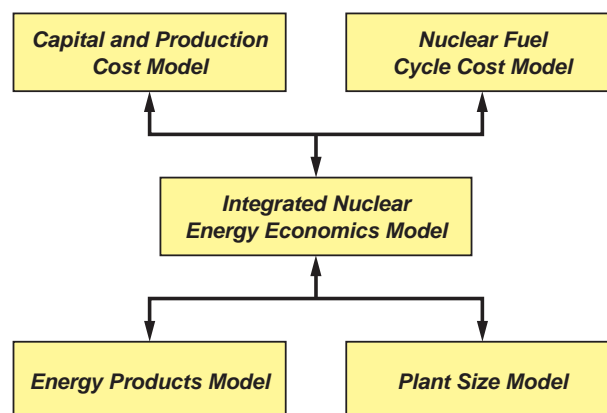 Capital and Production
Cost Model
Nuclear Fuel
Cycle Cost Model
Integrated Nuclear
Energy Economics Model
Energy Products Model
Plant Size Model